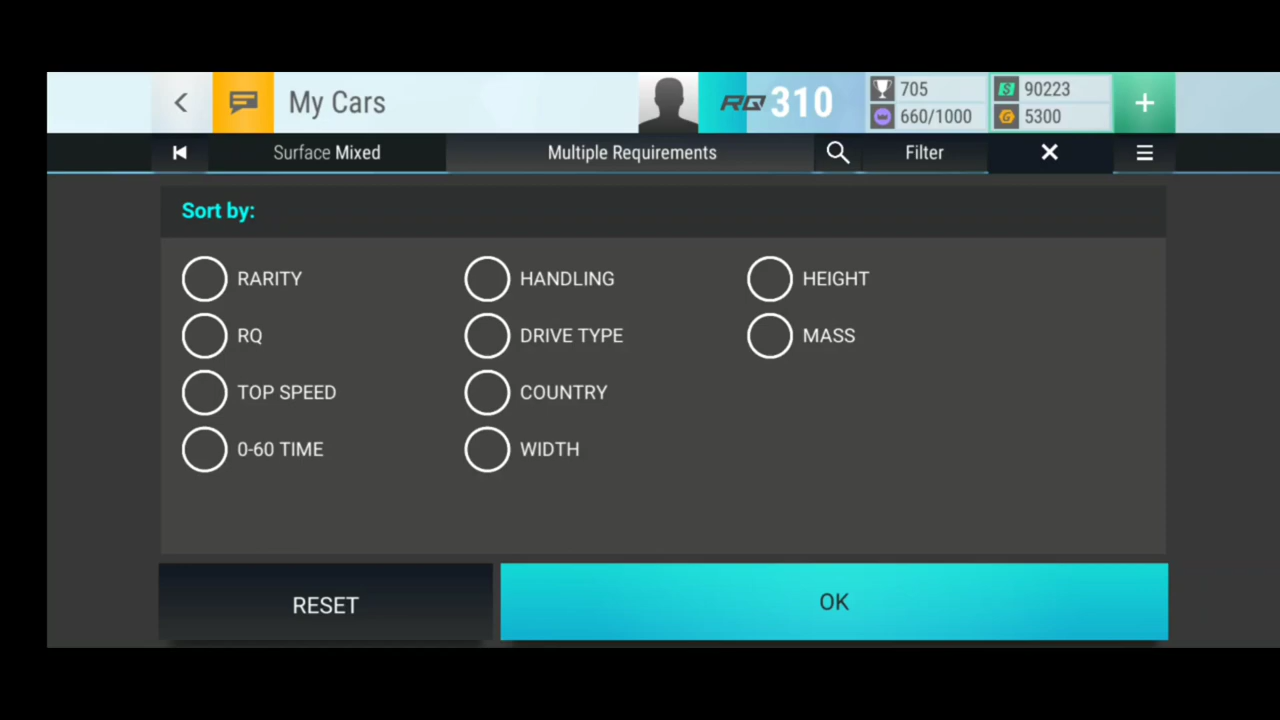 My Cars
RQ 310
705
660/1000
90223
5300
Surface Mixed
Multiple Requirements
Filter
Sort by:
RARITY
HANDLING
HEIGHT
RQ
DRIVE TYPE
MASS
TOP SPEED
COUNTRY
0-60 TIME
WIDTH
RESET
OK